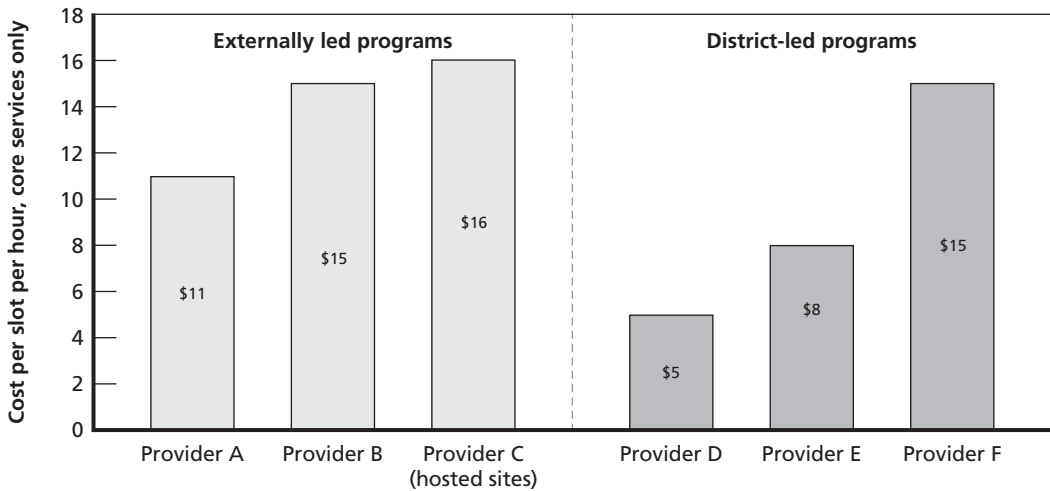 Cost per slot per hour, core services only
18
16
14
12
10
8
6
4
2
0
Externally led programs
District-led programs
$11
$15
$16
$5
$8
$15
Provider A
Provider B
Provider C
(hosted sites)
Provider D
Provider E
Provider F